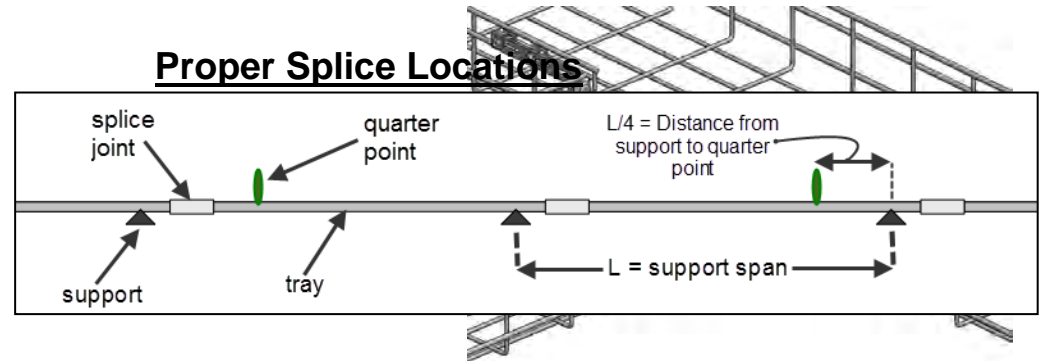 Proper Splice Locations
splice
joint
quarter
point
L/4 = Distance from
support to quarter
point
support
tray
L = support span